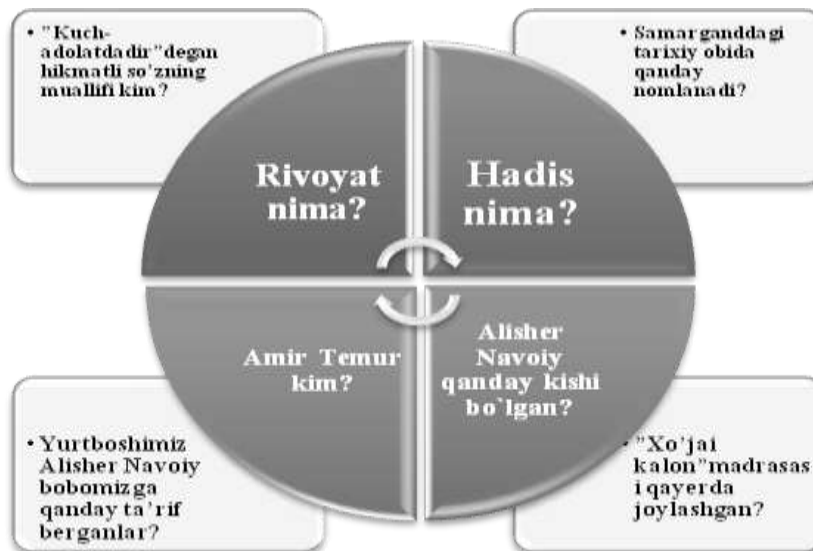 • "Kuch-
adolatdadir"degan
hikmatli so'zning
muallifi kim?
• Samarganddagi
tarixiy obida
qanday
nomlanadi?
Rivoyat
nima?
Hadis
nima?
Amir Temur
kim?
Alisher
Navoiy
qanday kishi
bo`lgan?
• Yurtboshimiz
Alisher Navoiy
bobomizga
qanday ta'rif
berganlar?
• "Xo'jai
kalon"madrasas
i qayerda
joylashgan?